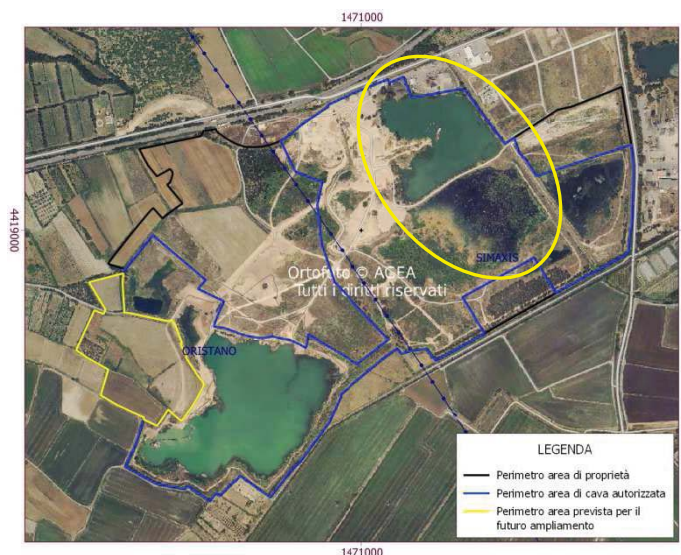 1471000
4419000
SIMAXIS
Ortofoto © AGEA
Tutti i diritti riservati
ORISTANO
LEGENDA
Perimetro area di proprietà
Perimetro area di cava autorizzata
Perimetro area prevista per il
futuro ampliamento
1471000